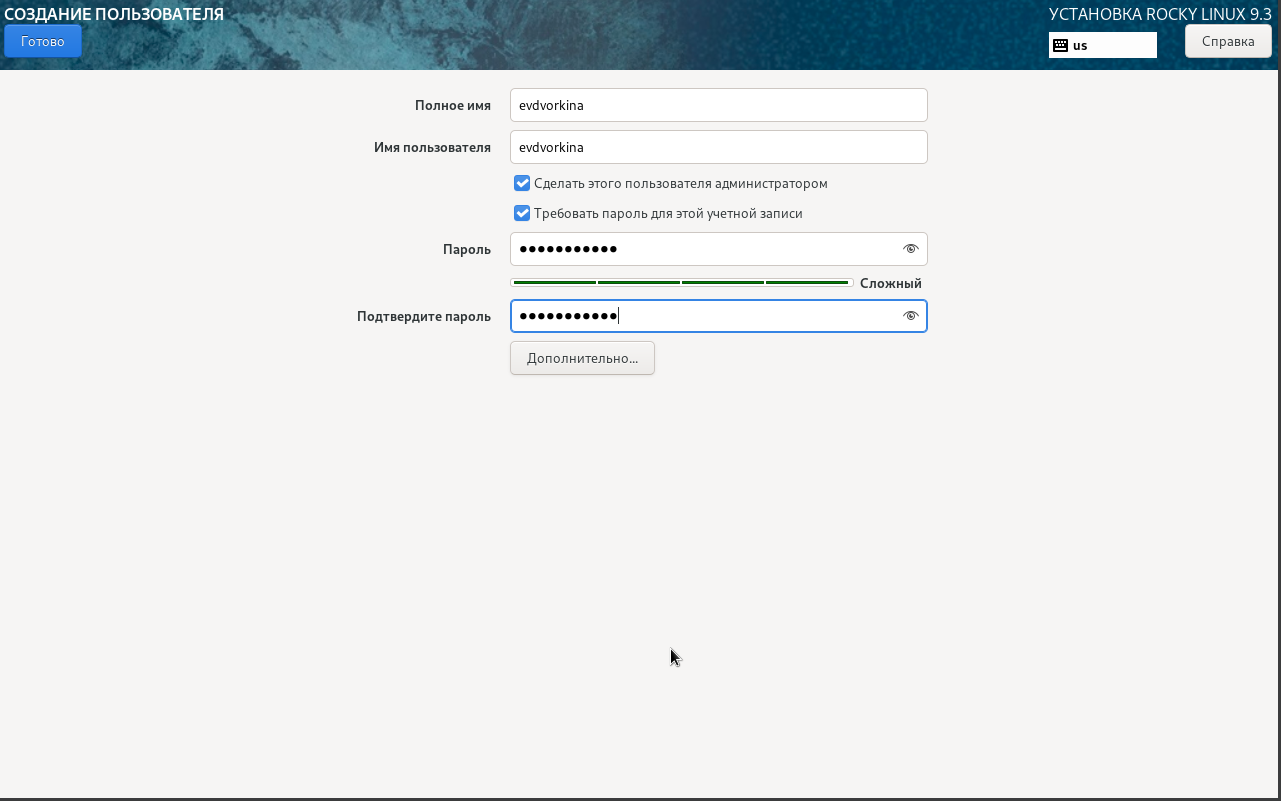 СОЗДАНИЕ ПОЛЬЗОВАТЕЛЯ
УСТАНОВКА ROCKY LINUX 9.3
Готово
us
Справка
Полное имя
evdvorkina
Имя пользователя
evdvorkina
Сделать этого пользователя администратором
Требовать пароль для этой учетной записи
Пароль
●●●●●●●●●●●
Сложный
Подтвердите пароль
●●●●●●●●●●●
Дополнительно...